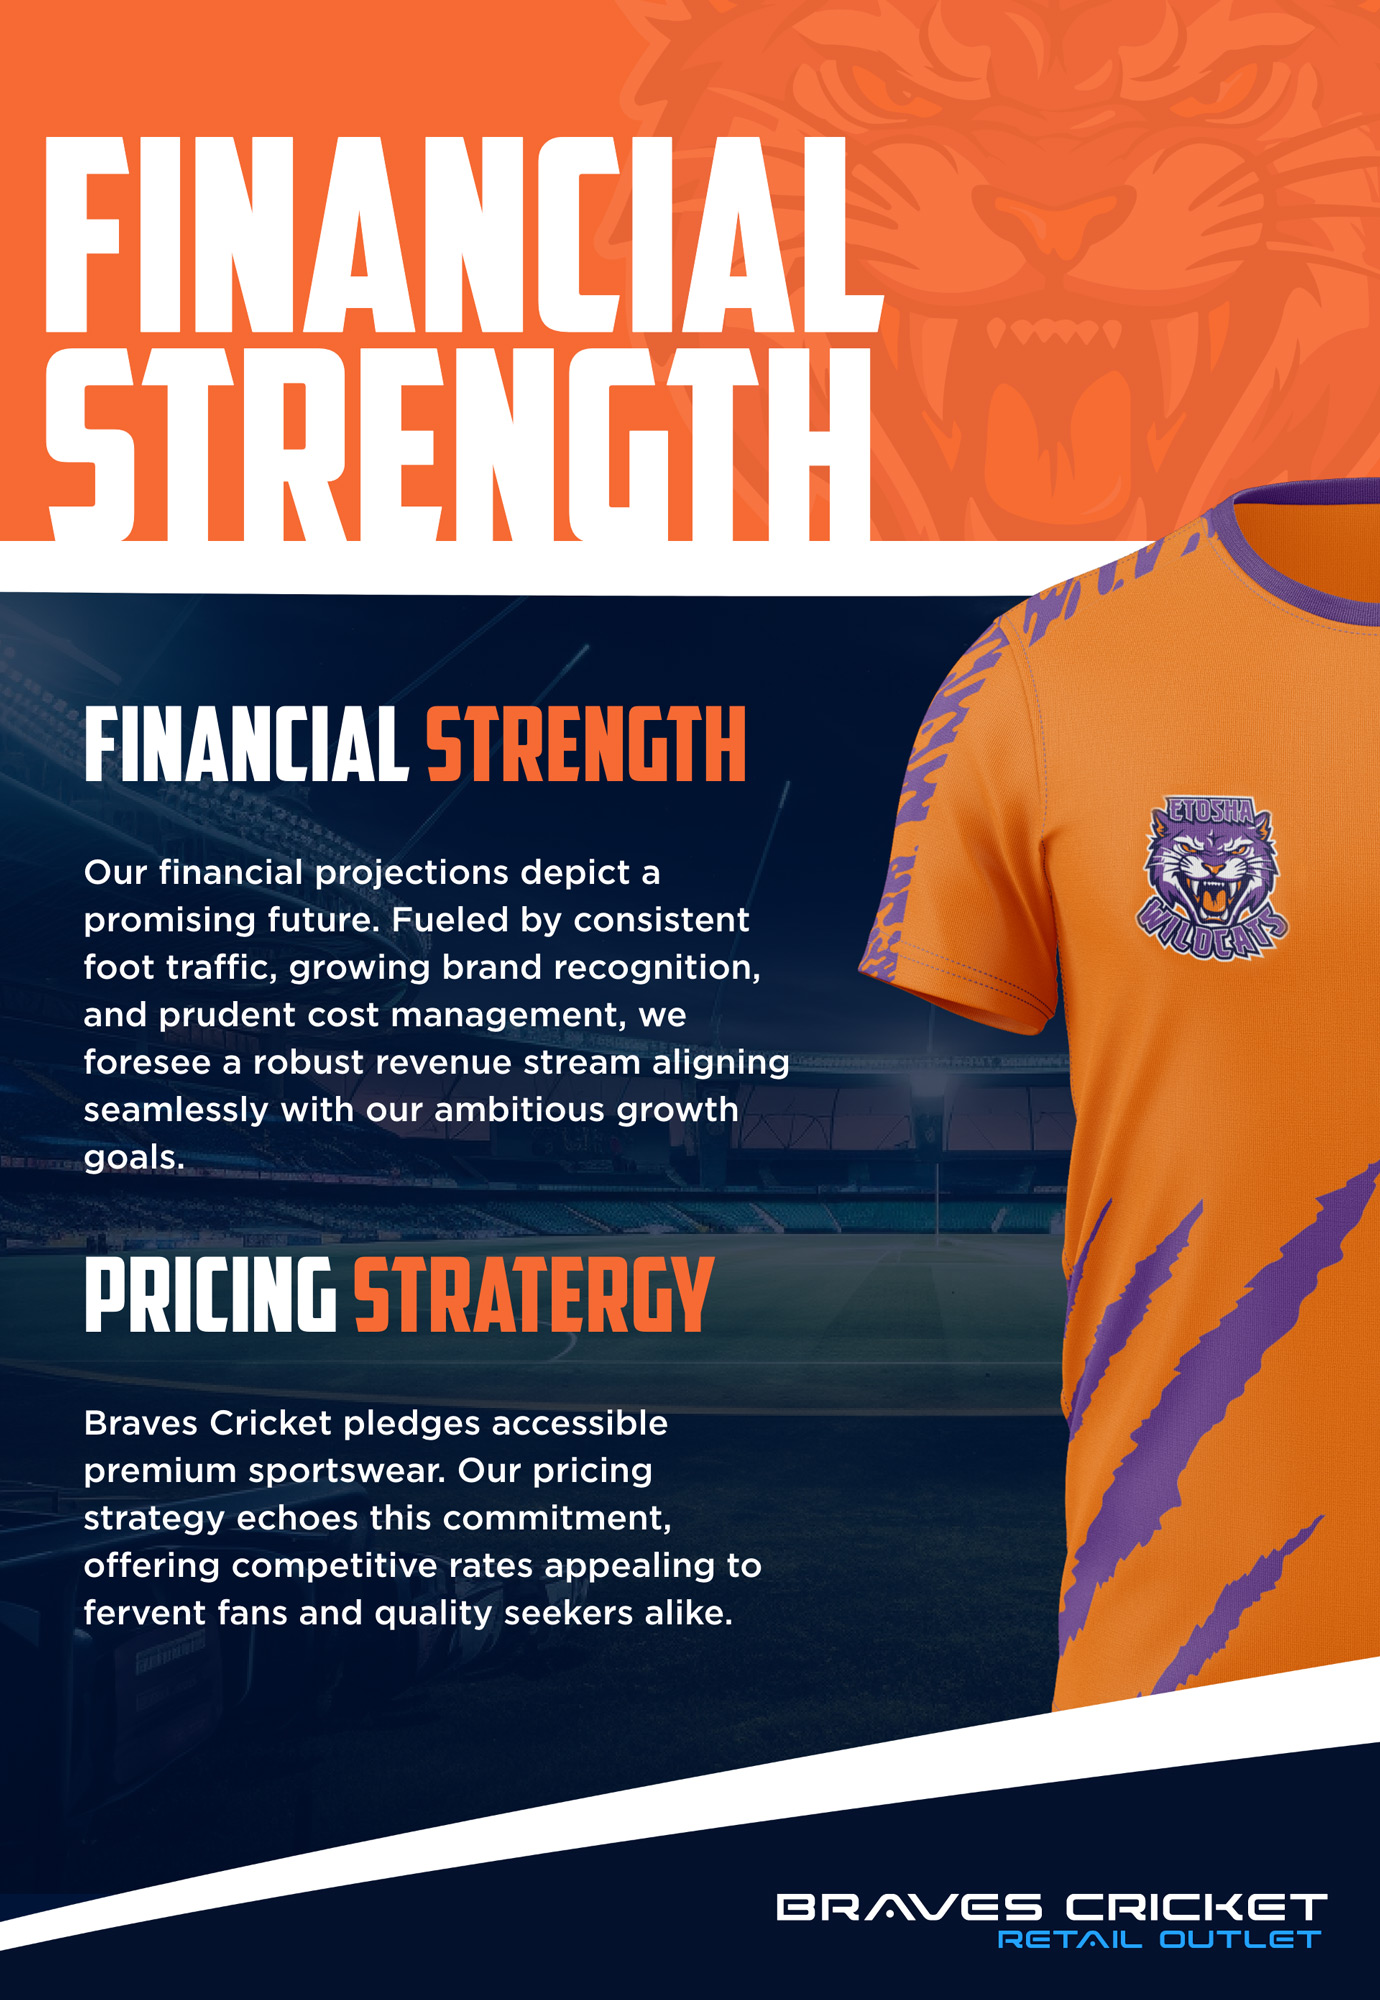 FINANCIAL
STRENGTH
FINANCIAL STRENGTH
Our financial projections depict a
promising future. Fueled by consistent
foot traffic, growing brand recognition,
and prudent cost management, we
foresee a robust revenue stream aligning
seamlessly with our ambitious growth
goals.
ETOSHA
WILDCATS
PRICING STRATERGY
Braves Cricket pledges accessible
premium sportswear. Our pricing
strategy echoes this commitment,
offering competitive rates appealing to
fervent fans and quality seekers alike.
BRAVES CRICKET
RETAIL OUTLET